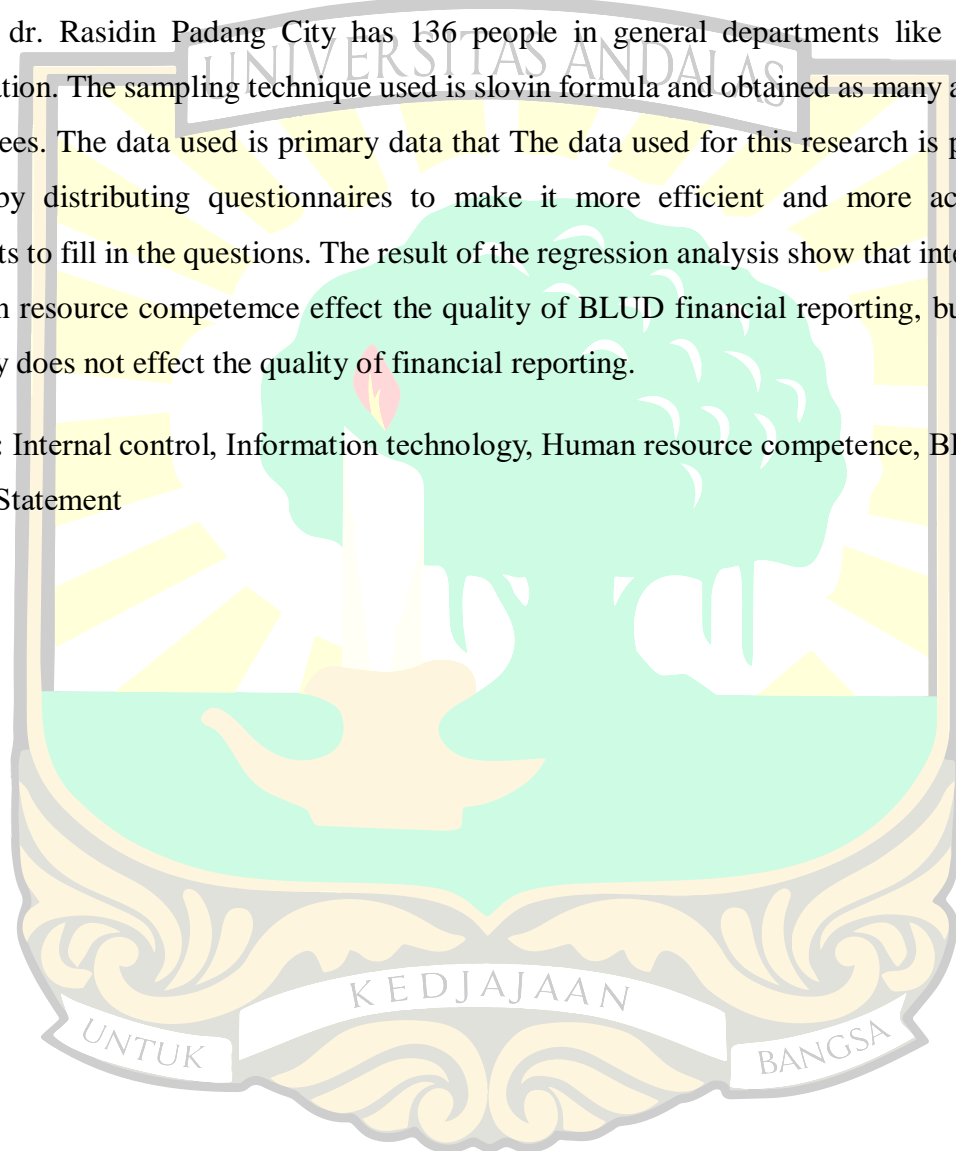 dr. Rasidin Padang City has 136 people in general departments like
ation. The sampling technique used is slovin formula and obtained as many a
ees. The data used is primary data that The data used for this research is p
by distributing questionnaires to make it more efficient and more ac
ts to fill in the questions. The result of the regression analysis show that inte
n resource competemce effect the quality of BLUD financial reporting, bu
y does not effect the quality of financial reporting.
: Internal control, Information technology, Human resource competence, BL
Statement
UNIVERSITAS ANDALAS
KEDJAJAAN
UNTUK
BANGSA